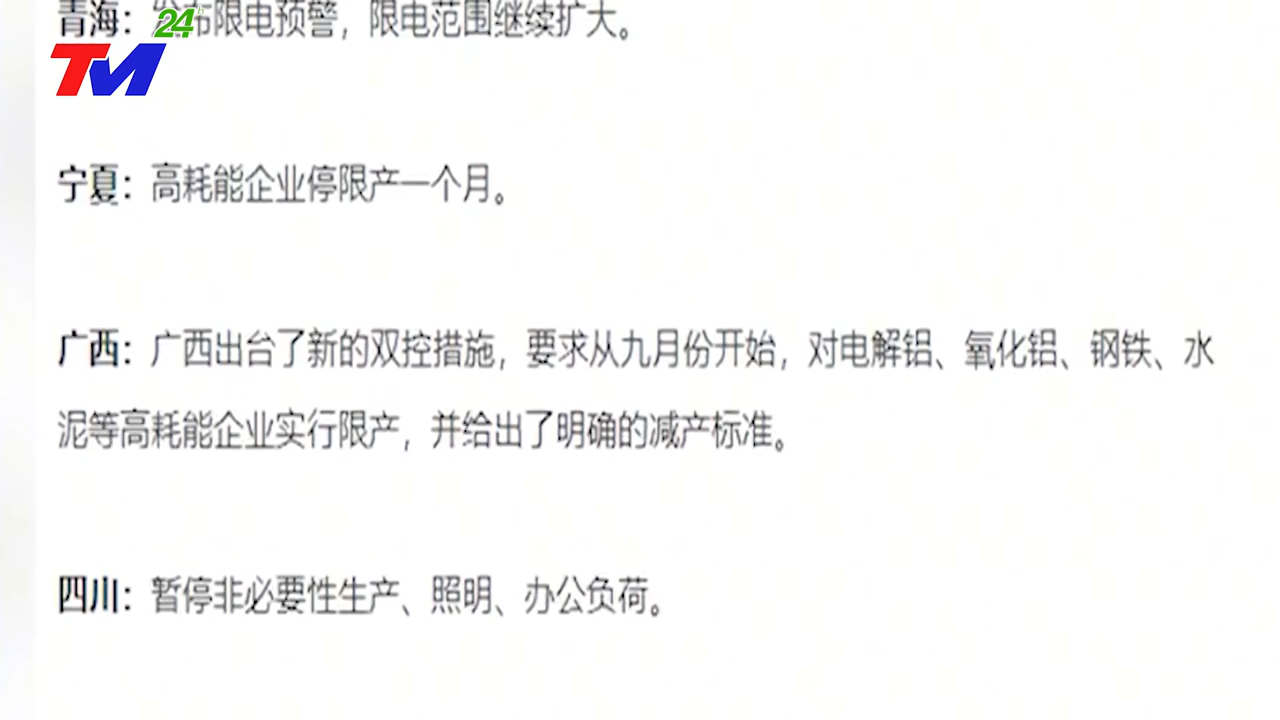 青海：发布限电预警，限电范围继续扩大。
24h
TM
宁夏：高耗能企业停限产一个月。
广西：广西出台了新的双控措施，要求从九月份开始，对电解铝、氧化铝、钢铁、水
泥等高耗能企业实行限产，并给出了明确的减产标准。
四川：暂停非必要性生产、照明、办公负荷。